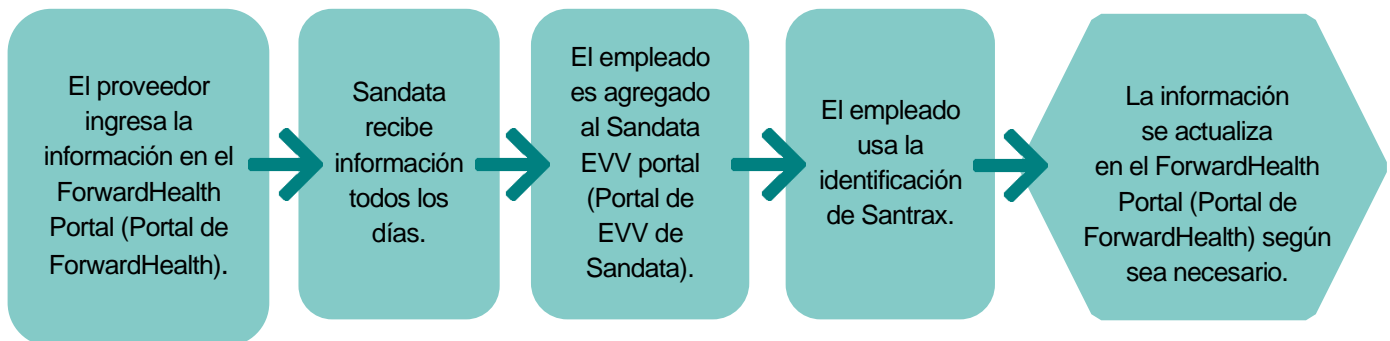 El proveedor
ingresa la
información en el
ForwardHealth
Portal (Portal de
ForwardHealth).
Sandata
recibe
información
todos los
días.
El empleado
es agregado
al Sandata
EVV portal
(Portal de
EVV de
Sandata).
El empleado
usa la
identificación
de Santrax.
La información
se actualiza
en el ForwardHealth
Portal (Portal de
ForwardHealth) según
sea necesario.